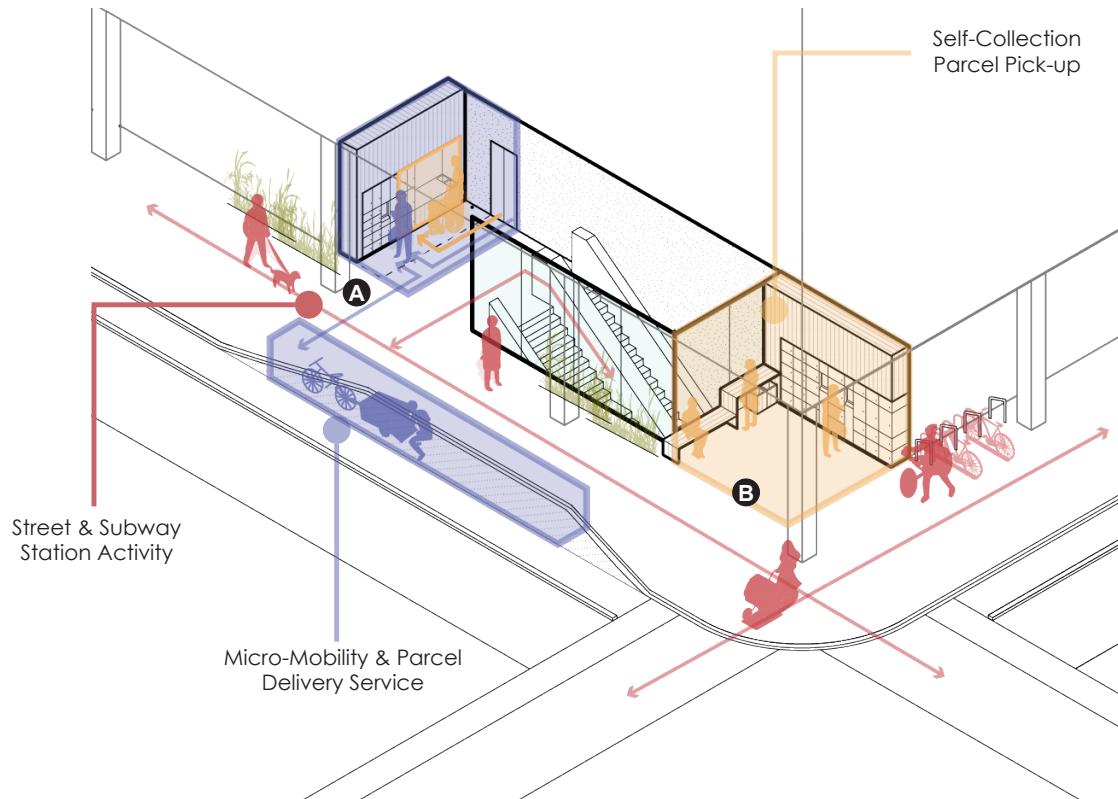 Self-Collection
Parcel Pick-up
A
B
Street & Subway
Station Activity
Micro-Mobility & Parcel
Delivery Service